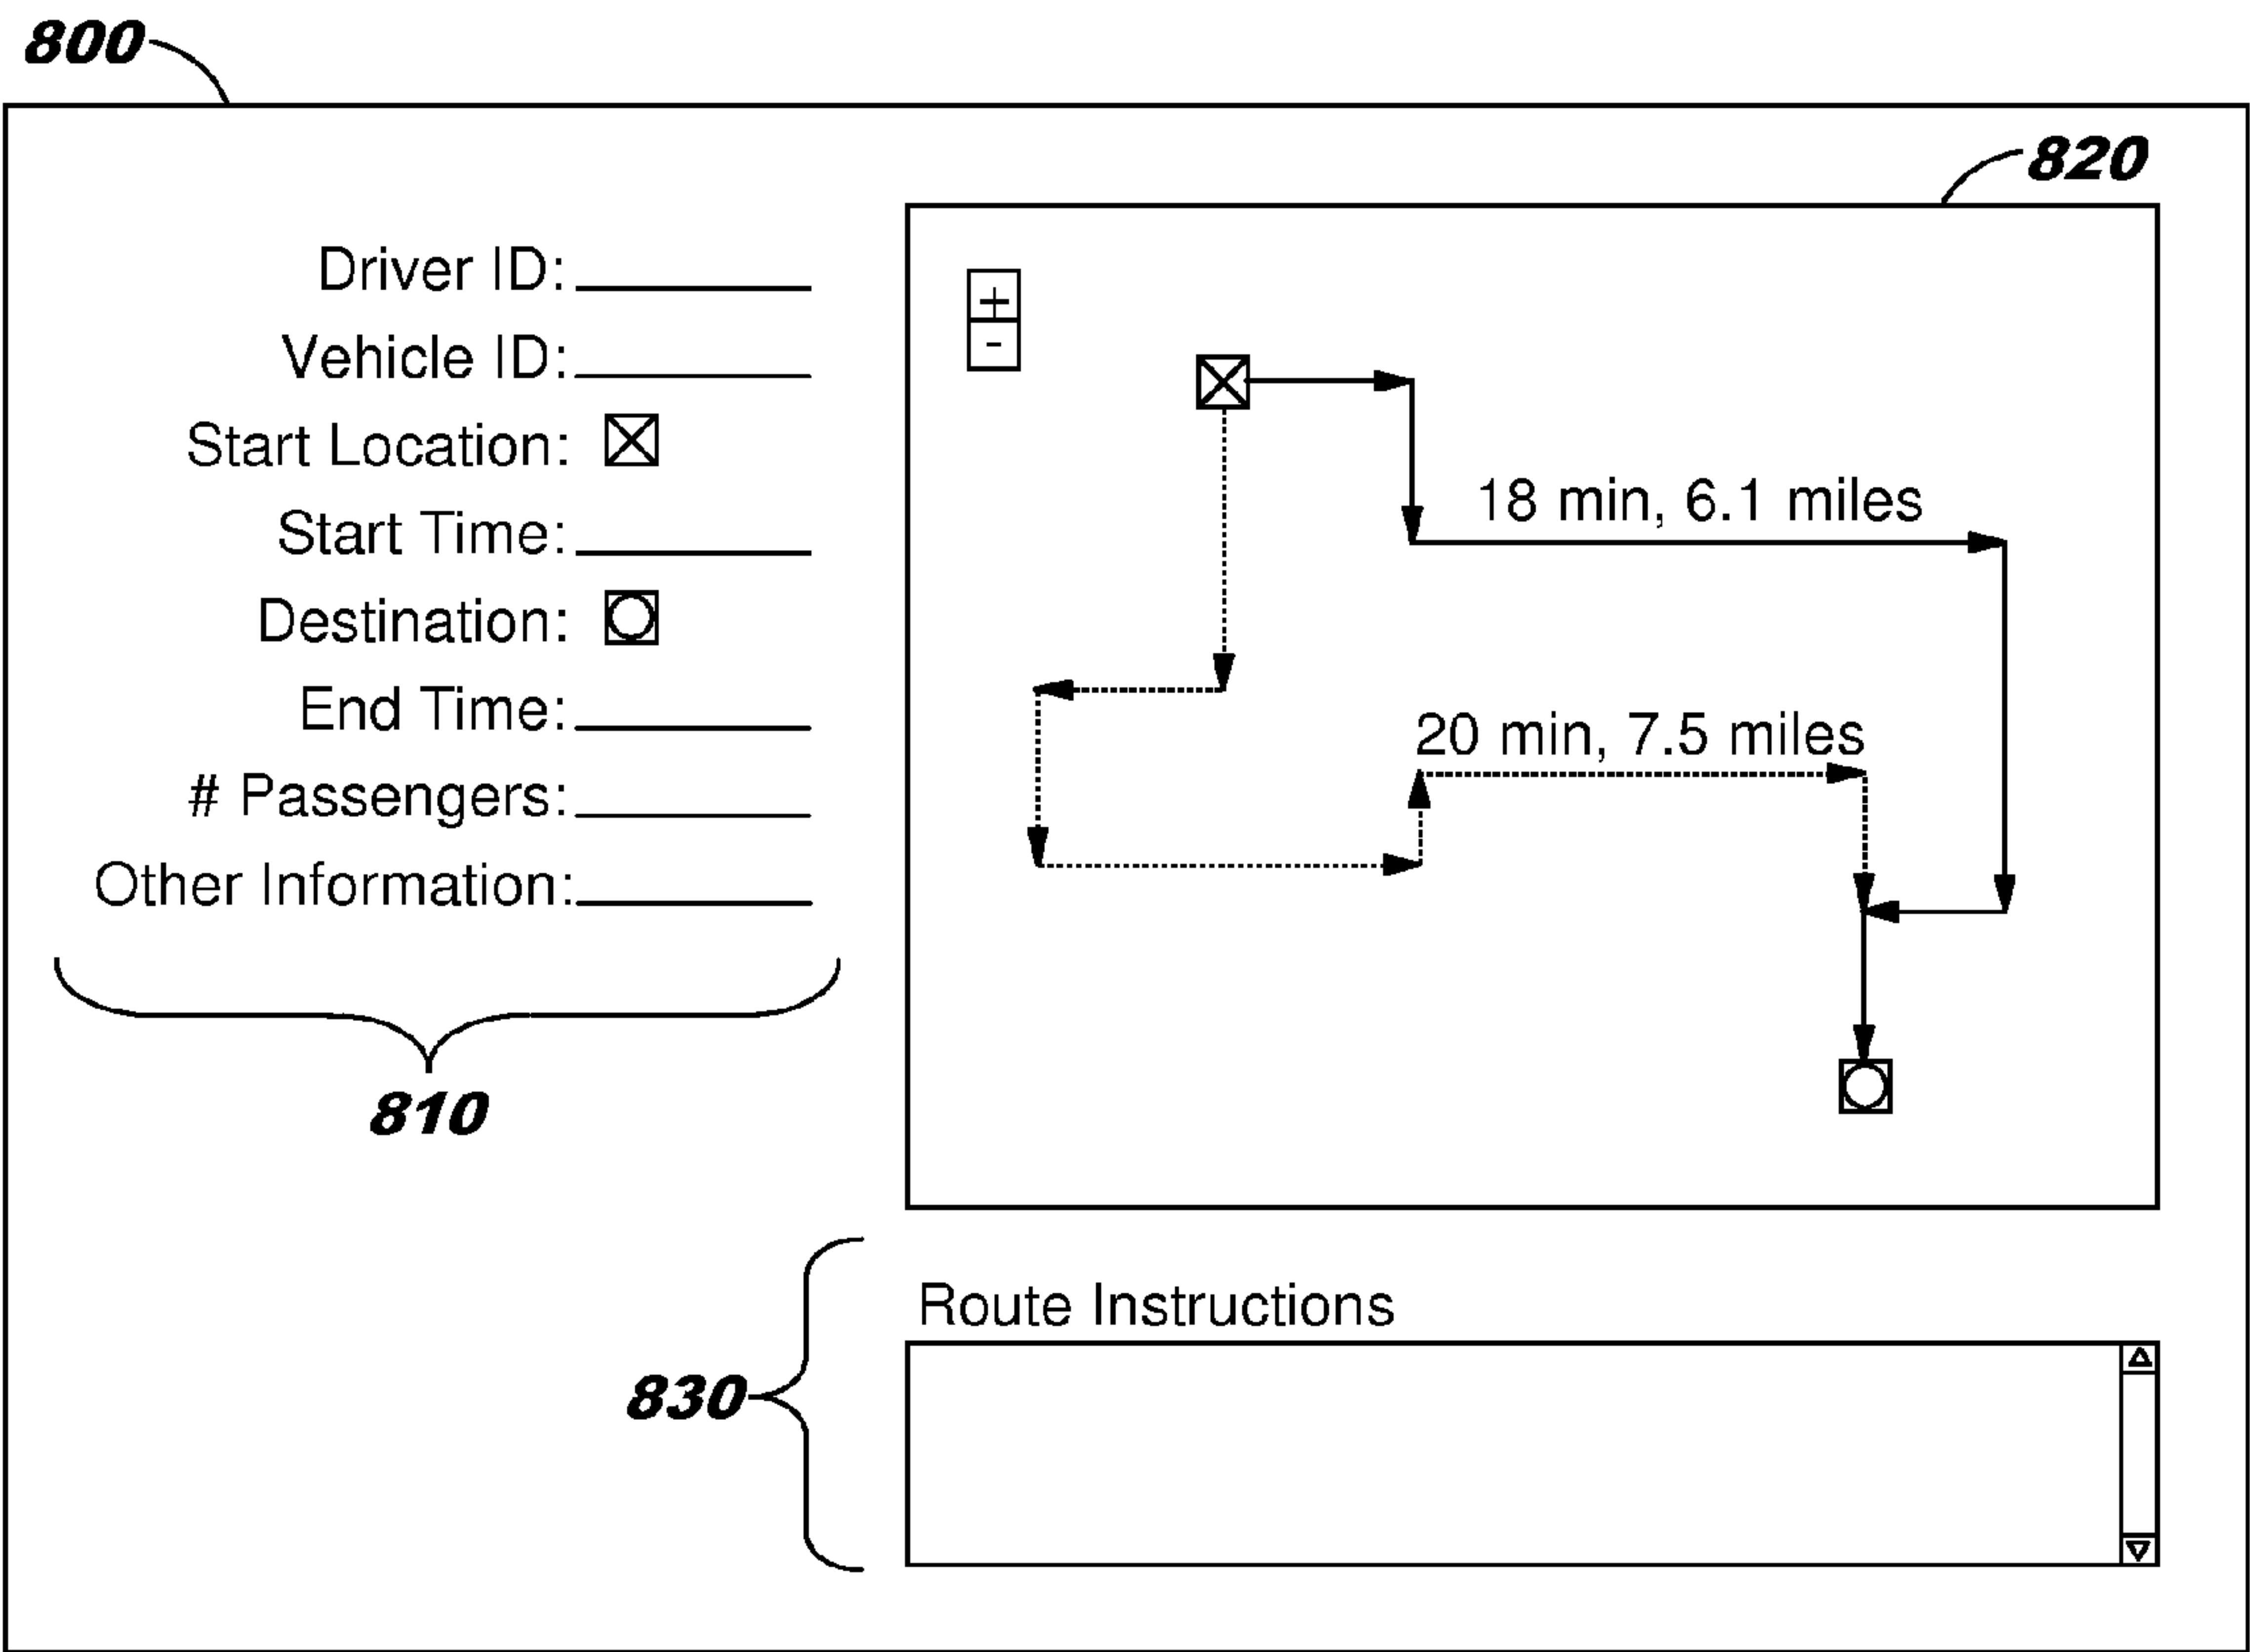 800
820
Driver ID:
Vehicle ID:
Start Location:
Start Time:
Destination:
End Time:
# Passengers:
Other Information:
810
+
-
18 min, 6.1 miles
20 min, 7.5 miles
830
Route Instructions